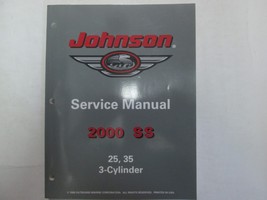 Johnson
Service Manual
2000 SS
25, 35
3-Cylinder